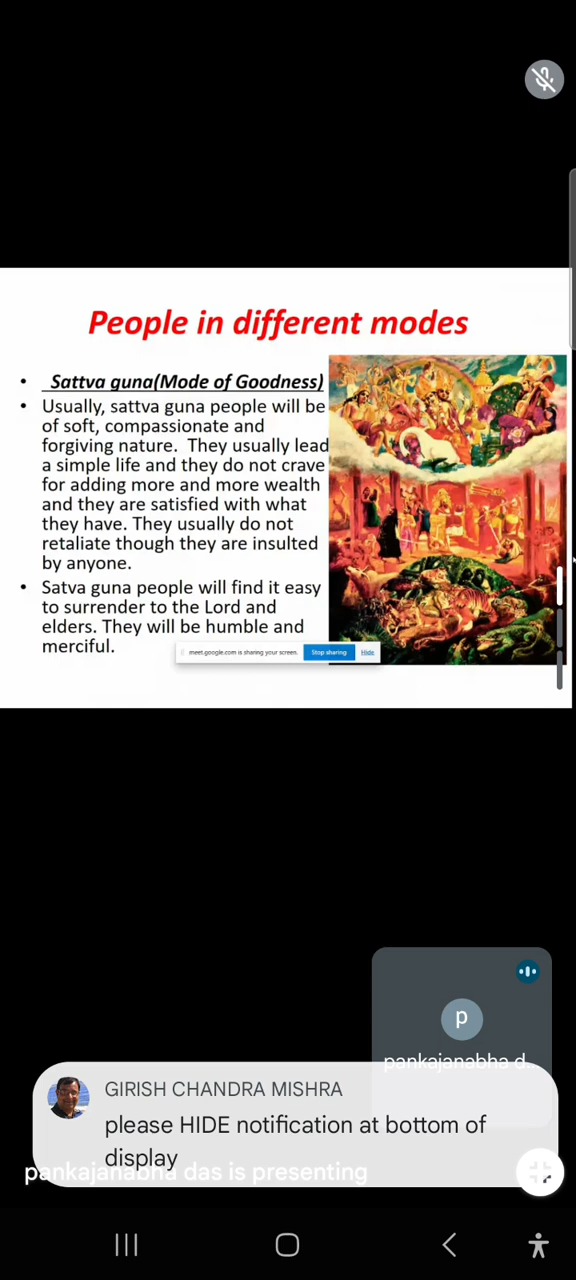 People in different modes
• Sattva guna(Mode of Goodness)
• Usually, sattva guna people will be
of soft, compassionate and
forgiving nature. They usually lead
a simple life and they do not crave
for adding more and more wealth
and they are satisfied with what
they have. They usually do not
retaliate though they are insulted
by anyone.
• Satva guna people will find it easy
to surrender to the Lord and
elders. They will be humble and
merciful.
meet.google.com is sharing your screen. Stop sharing Hide
p
pankajanabha d...
GIRISH CHANDRA MISHRA
please HIDE notification at bottom of
display
pankajanabha das is presenting